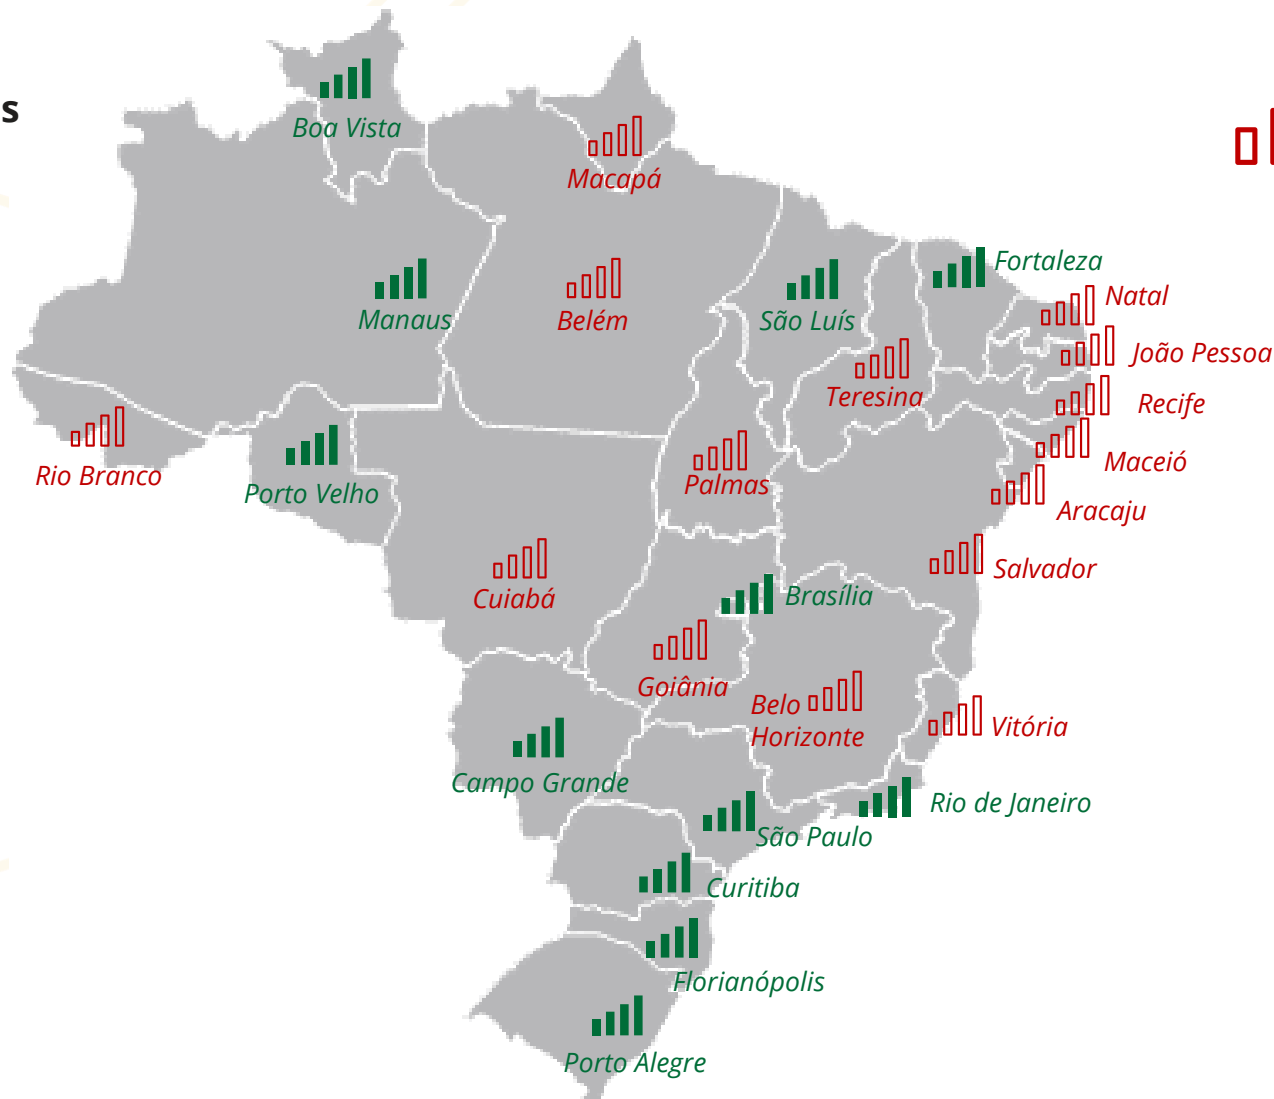 s
Boa Vista
Macapá
Fortaleza
Natal
Manaus
Belém
São Luís
João Pessoa
Teresina
Recife
Rio Branco
Maceió
Porto Velho
Palmas
Aracaju
Salvador
Cuiabá
Brasília
Goiânia
Belo
Horizonte
Vitória
Campo Grande
Rio de Janeiro
São Paulo
Curitiba
Florianópolis
Porto Alegre